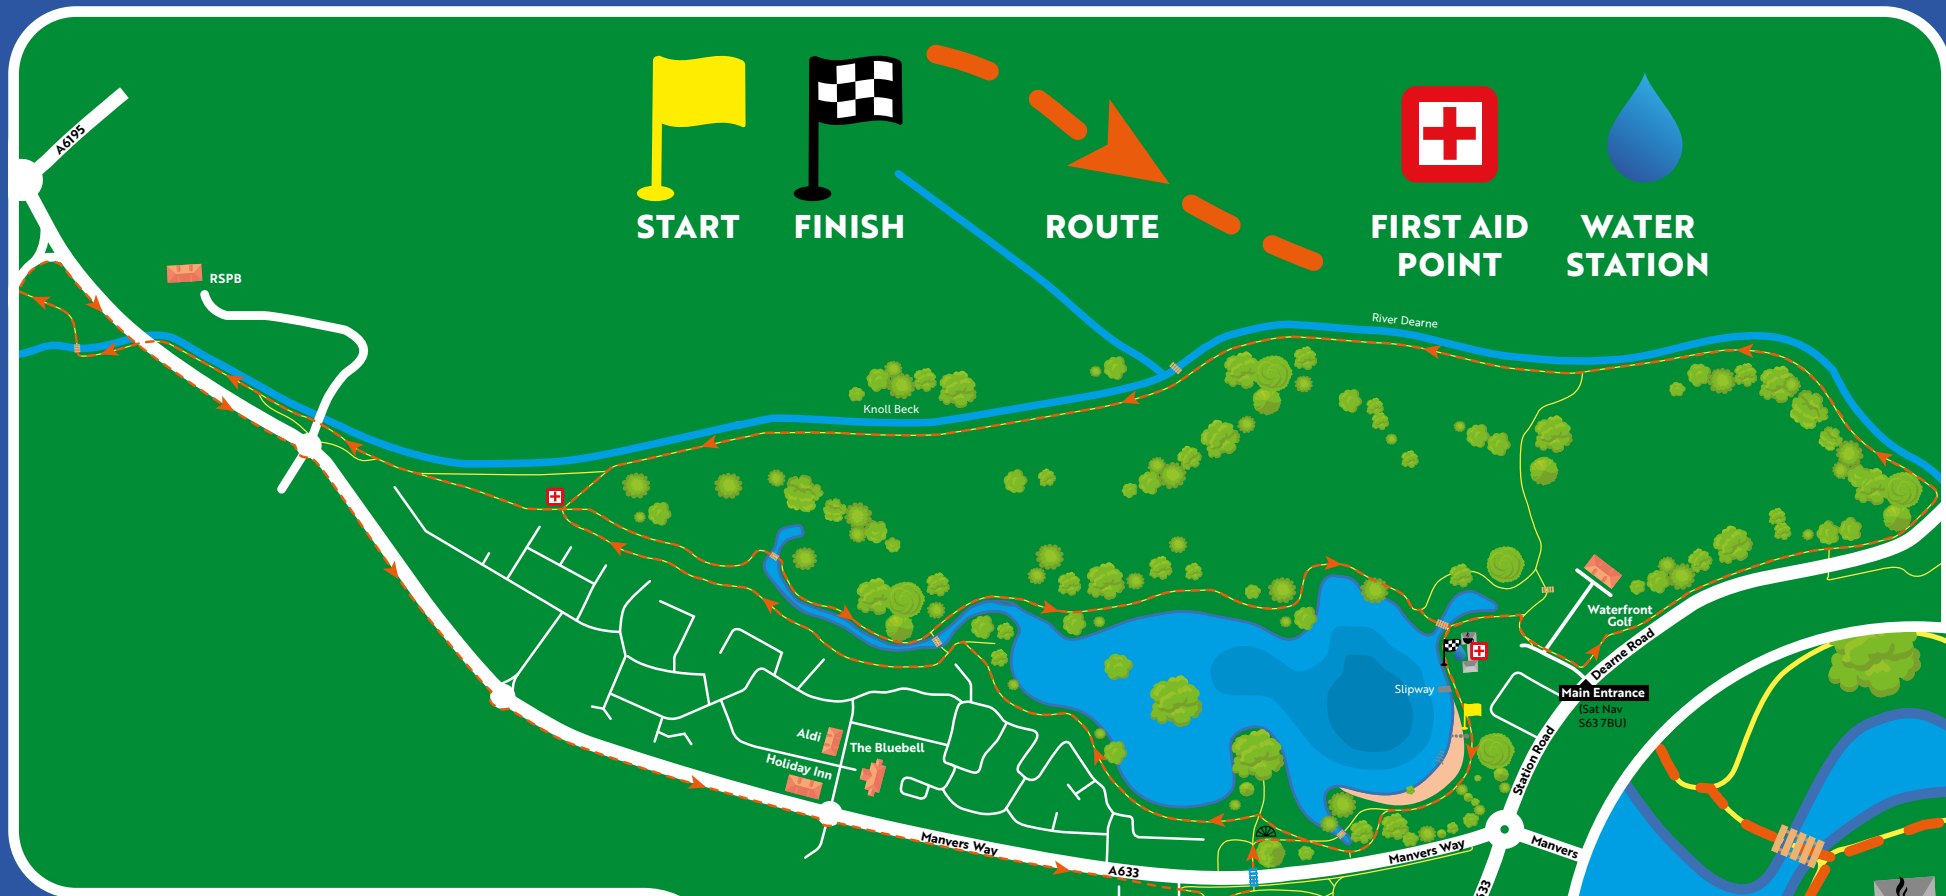 A6195
START
FINISH
ROUTE
FIRST AID
POINT
WATER
STATION
RSPB
River Dearne
Knoll Beck
Waterfront
Golf
Dearne Road
Main Entrance
(Sat Nav
S63 7BU)
Slipway
Station Road
Aldi
The Bluebell
Holiday Inn
Manvers Way
A633
Manvers Way
Manvers
633